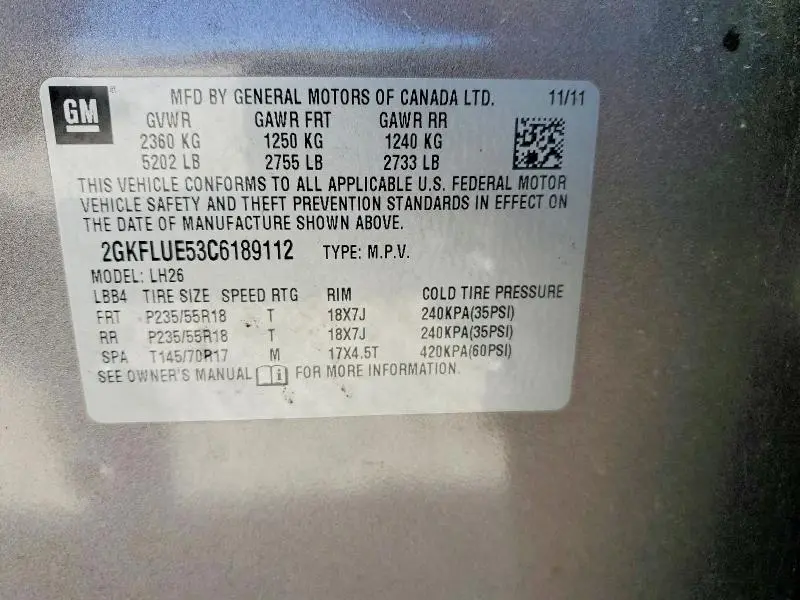 GM MFD BY GENERAL MOTORS OF CANADA LTD. 11/11
GVWR GAWR FRT GAWR RR
2360 KG 1250 KG 1240 KG
5202 LB 2755 LB 2733 LB
THIS VEHICLE CONFORMS TO ALL APPLICABLE U.S. FEDERAL MOTOR
VEHICLE SAFETY AND THEFT PREVENTION STANDARDS IN EFFECT ON
THE DATE OF MANUFACTURE SHOWN ABOVE.
2GKFLUE53C6189112 TYPE: M.P.V.
MODEL: LH26
LBB4 TIRE SIZE SPEED RTG RIM COLD TIRE PRESSURE
FRT P235/55R18 T 18X7J 240KPA(35PSI)
RR P235/55R18 T 18X7J 240KPA(35PSI)
SPA T145/70R17 M 17X4.5T 420KPA(60PSI)
SEE OWNER'S MANUAL i FOR MORE INFORMATION.